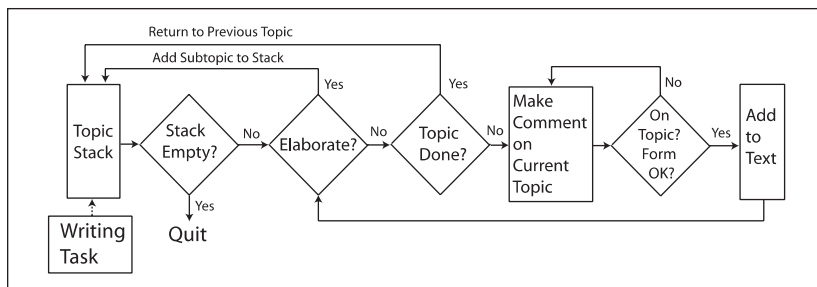 Return to Previous Topic
Add Subtopic to Stack
Yes
Yes
No
Topic
Stack
Stack
Empty?
No
Elaborate?
No
Topic
Done?
No
Make
Comment
on
Current
Topic
On
Topic?
Form
OK?
Yes
Add
to
Text
Yes
Quit
Writing
Task